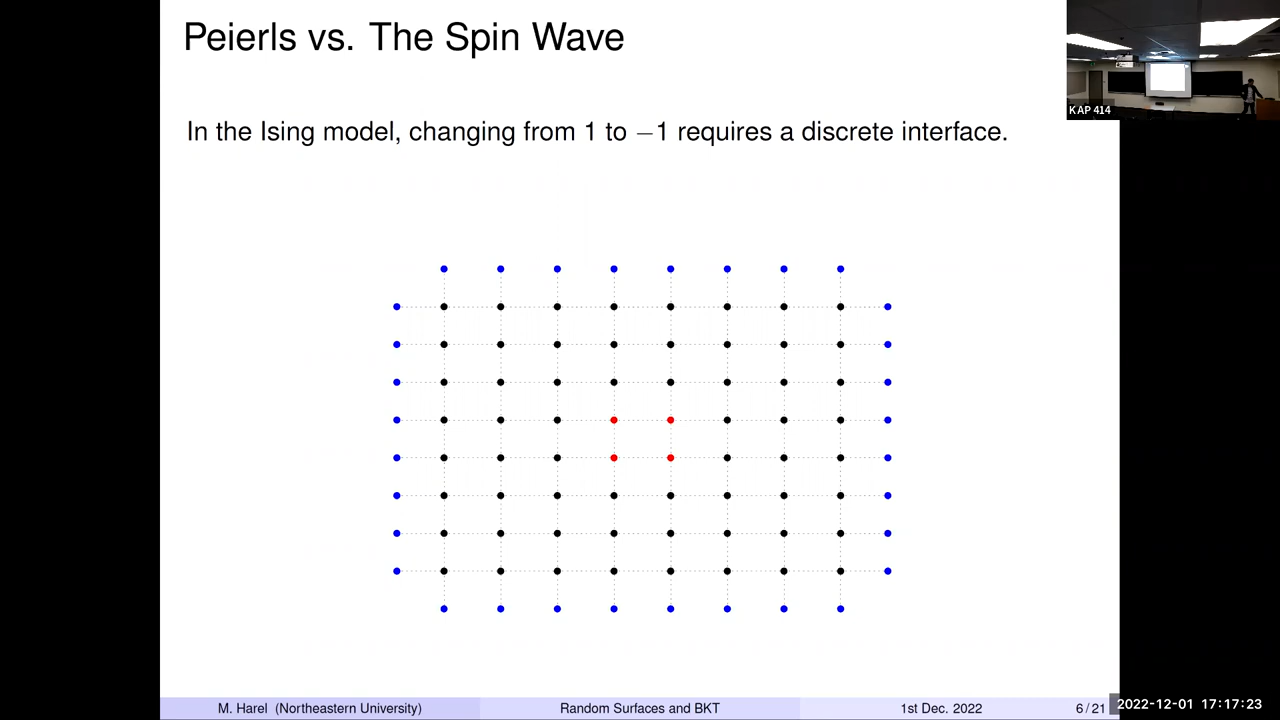 Peierls vs. The Spin Wave
KAP 414
In the Ising model, changing from 1 to −1 requires a discrete interface.
M. Harel (Northeastern University)
Random Surfaces and BKT
1st Dec. 2022
6 / 21
2022-12-01 17:17:23